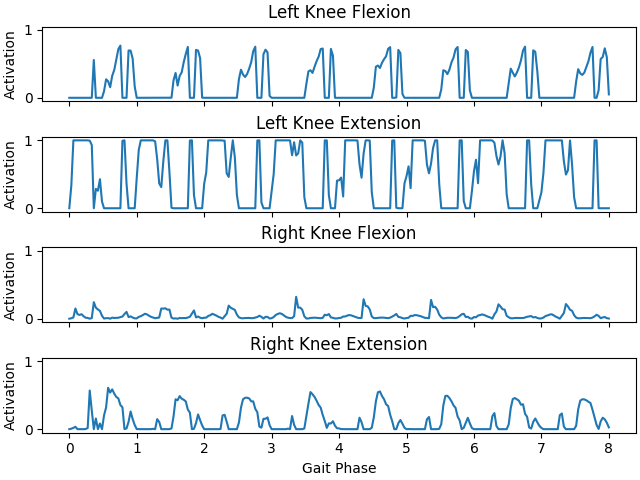 Left Knee Flexion
1
Activation
0
Left Knee Extension
1
Activation
0
Right Knee Flexion
1
Activation
0
Right Knee Extension
1
Activation
0
0 1 2 3 4 5 6 7 8
Gait Phase